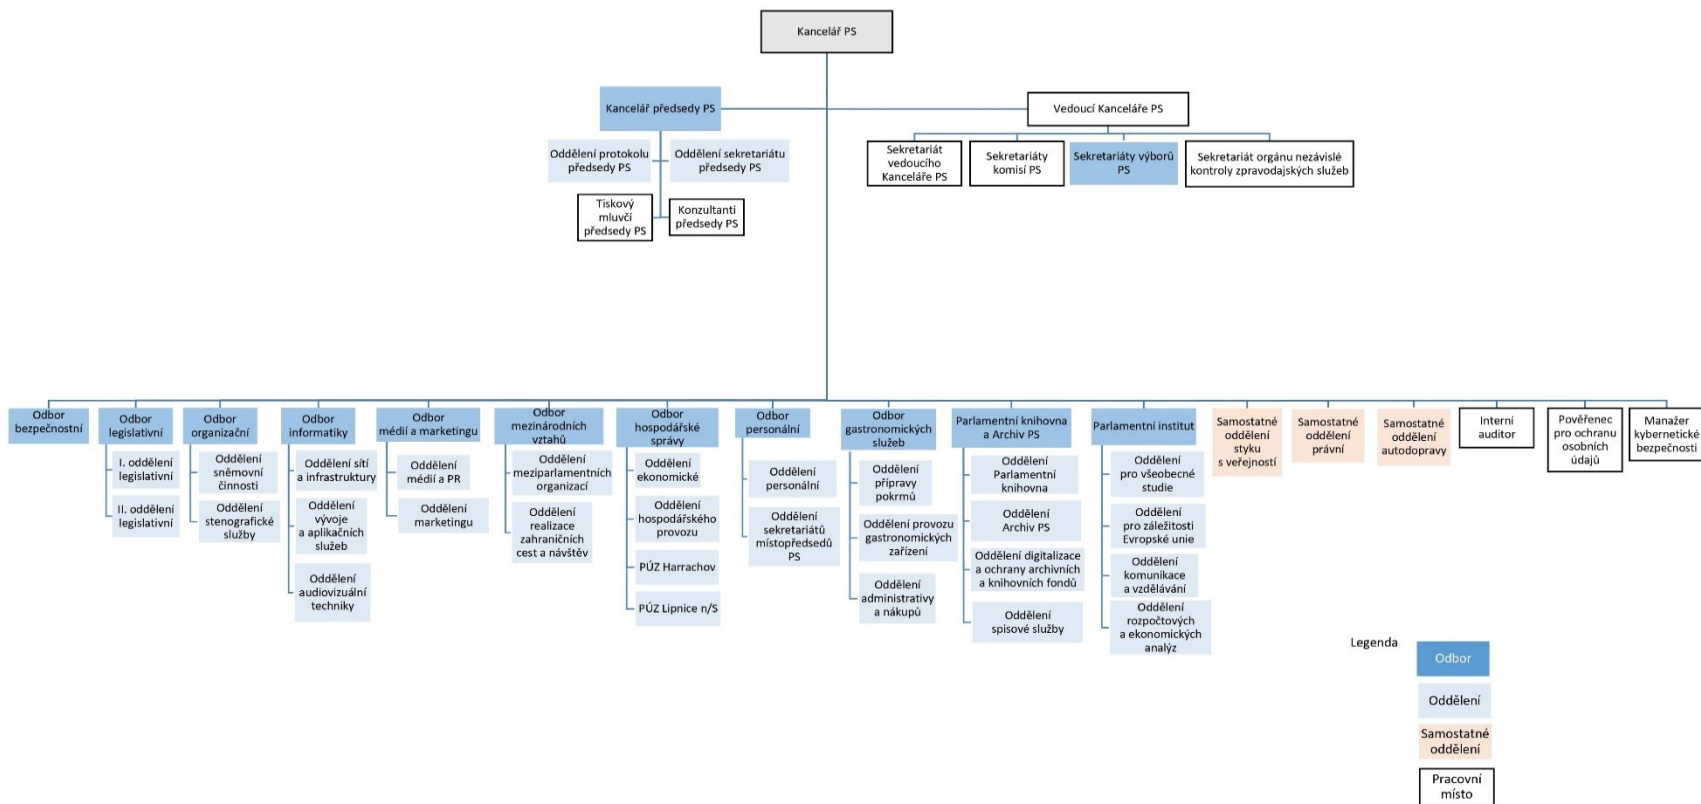 Kancelář PS
Kancelář předsedy PS
Vedoucí Kanceláře PS
Oddělení protokolu
předsedy PS
Oddělení sekretariátu
předsedy PS
Tiskový
mluvčí
předsedy PS
Konzultanti
předsedy PS
Sekretariát
vedoucího
Kanceláře PS
Sekretariáty
komisí PS
Sekretariáty výborů
PS
Sekretariát orgánu nezávislé
kontroly zpravodajských služeb
Odbor
bezpečnostní
Odbor
legislativní
I. oddělení
legislativní
II. oddělení
legislativní
Odbor
organizační
Oddělení
sněmovní
činnosti
Oddělení
stenografické
služby
Odbor
informatiky
Oddělení sítí
a infrastruktury
Oddělení
vývoje
a aplikačních
služeb
Oddělení
audiovizuální
techniky
Odbor
médií a marketingu
Oddělení
médií a PR
Oddělení
marketingu
Odbor
mezinárodních
vztahů
Oddělení
meziparlamentních
organizací
Oddělení
realizace
zahraničních
cest a návštěv
Odbor
hospodářské
správy
Oddělení
ekonomické
Oddělení
hospodářského
provozu
PÚZ Harrachov
PÚZ Lipnice n/S
Odbor
personální
Oddělení
personální
Oddělení
sekretariátů
místopředsedů
PS
Odbor
gastronomických
služeb
Oddělení
přípravy
pokrmů
Oddělení provozu
gastronomických
zařízení
Oddělení
administrativy
a nákupů
Parlamentní knihovna
a Archiv PS
Oddělení
Parlamentní
knihovna
Oddělení
Archiv PS
Oddělení digitalizace
a ochrany archivních
a knihovních fondů
Oddělení
spisové služby
Parlamentní institut
Oddělení
pro všeobecné
studie
Oddělení
pro záležitosti
Evropské unie
Oddělení
komunikace
a vzdělávání
Oddělení
rozpočtových
a ekonomických
analýz
Samostatné
oddělení
styku
s veřejností
Samostatné
oddělení
právní
Samostatné
oddělení
autodopravy
Interní
auditor
Pověřenec
pro ochranu
osobních
údajů
Manažer
kybernetické
bezpečnosti
Legenda
Odbor
Oddělení
Samostatné
oddělení
Pracovní
místo